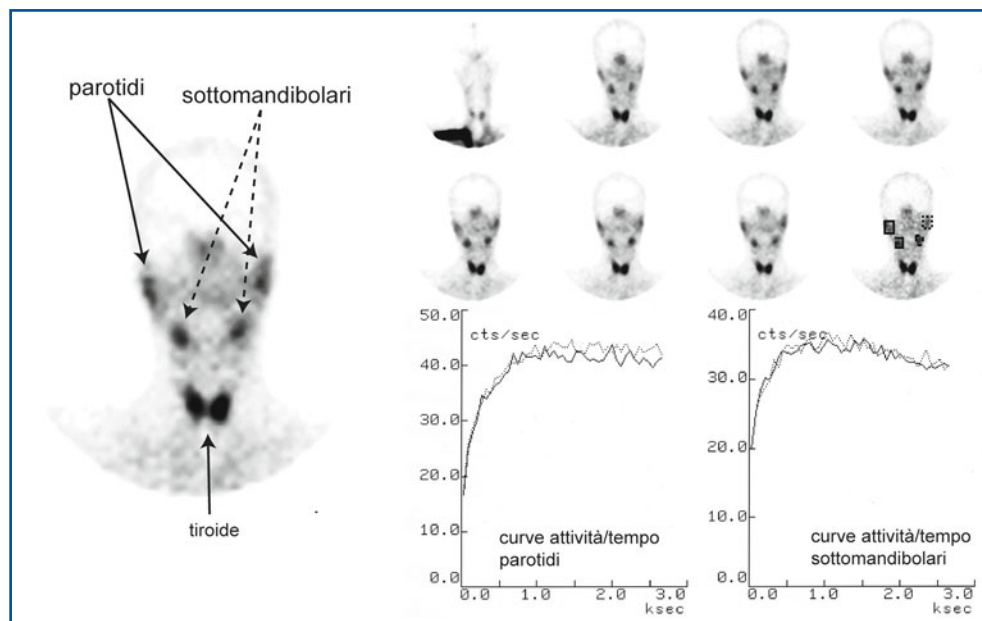 parotidi
sottomandibolari
tiroide
50.0
cts/sec
40.0
30.0
20.0
10.0
0.0
0.0 1.0 2.0 3.0
ksec
curve attività/tempo
parotidi
40.0
cts/sec
30.0
20.0
10.0
0.0
0.0 1.0 2.0 3.0
ksec
curve attività/tempo
sottomandibolari